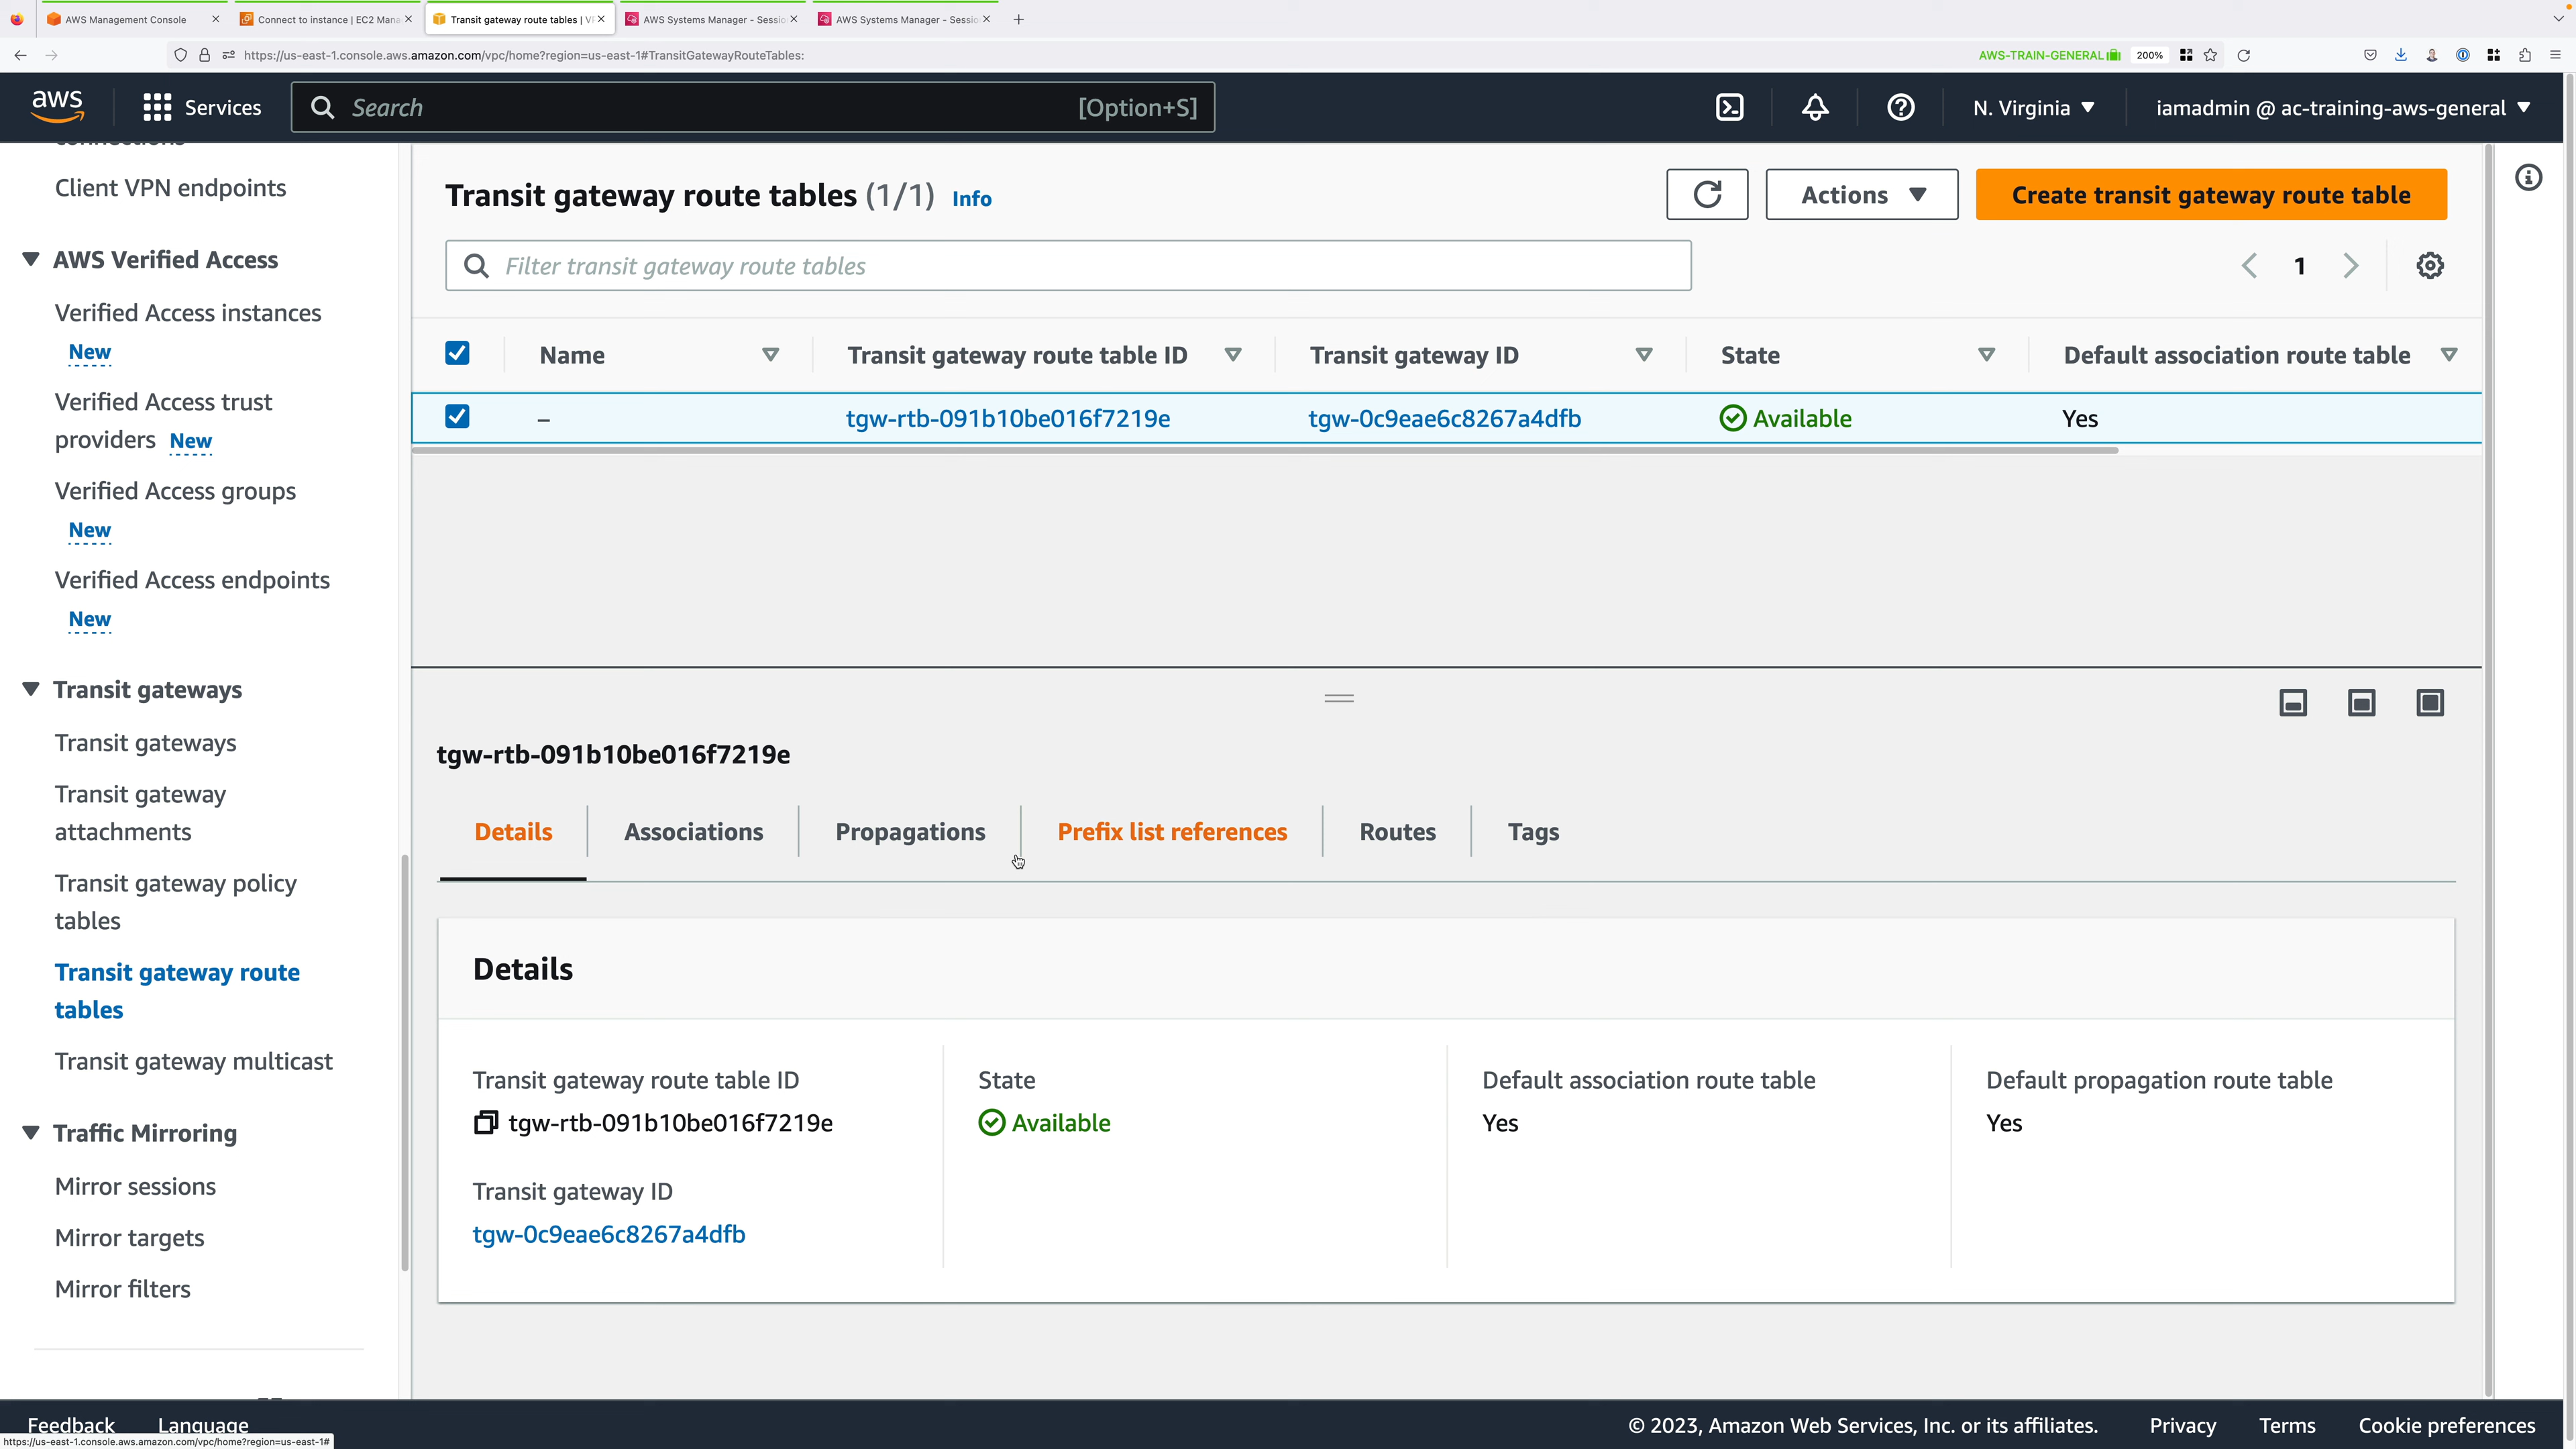 AWS Management Console
Connect to instance | EC2 Mana
Transit gateway route tables | VP
AWS Systems Manager - Sessio
AWS Systems Manager - Sessio
https://us-east-1.console.aws.amazon.com/vpc/home?region=us-east-1#TransitGatewayRouteTables:
AWS-TRAIN-GENERAL
200%
aws
Services
Search
[Option+S]
N. Virginia
iamadmin @ ac-training-aws-general
connections
Client VPN endpoints
AWS Verified Access
Verified Access instances
New
Verified Access trust
providers New
Verified Access groups
New
Verified Access endpoints
New
Transit gateways
Transit gateways
Transit gateway
attachments
Transit gateway policy
tables
Transit gateway route
tables
Transit gateway multicast
Traffic Mirroring
Mirror sessions
Mirror targets
Mirror filters
Transit gateway route tables (1/1) Info
Actions
Create transit gateway route table
Filter transit gateway route tables
1
Name
Transit gateway route table ID
Transit gateway ID
State
Default association route table
–
tgw-rtb-091b10be016f7219e
tgw-0c9eae6c8267a4dfb
Available
Yes
tgw-rtb-091b10be016f7219e
Details
Associations
Propagations
Prefix list references
Routes
Tags
Details
Transit gateway route table ID
tgw-rtb-091b10be016f7219e
State
Available
Default association route table
Yes
Default propagation route table
Yes
Transit gateway ID
tgw-0c9eae6c8267a4dfb
Feedback
Language
© 2023, Amazon Web Services, Inc. or its affiliates.
Privacy
Terms
Cookie preferences
https://us-east-1.console.aws.amazon.com/vpc/home?region=us-east-1#